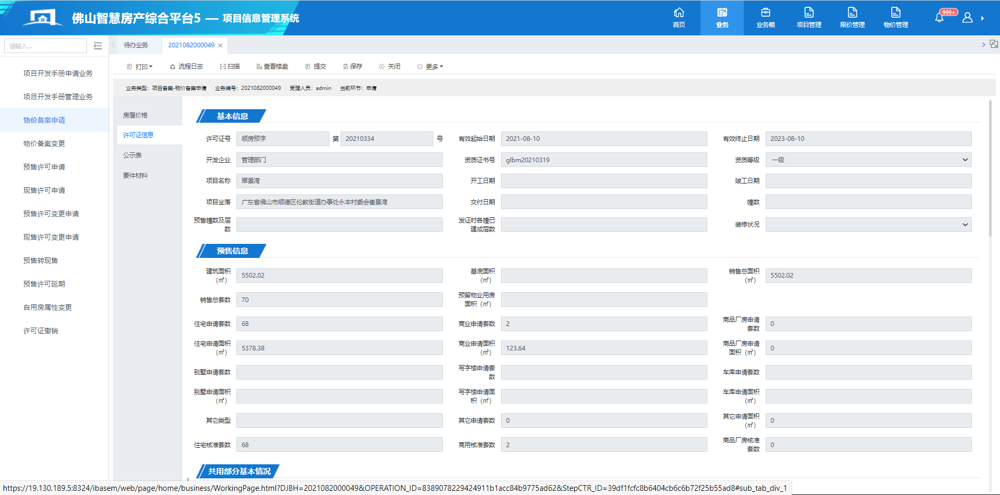 佛山智慧房产综合平台5 — 项目信息管理系统
首页
业务
业务箱
项目管理
限价管理
物价管理
999+
请输入...
待办业务
2021082000049 ×
项目开发手册申请业务
项目开发手册管理业务
物价备案申请
物价备案变更
预售许可申请
现售许可申请
预售许可变更申请
现售许可变更申请
预售转现售
预售许可延期
自用房属性变更
许可证撤销
打印 流程日志 扫描 查看楼盘 提交 保存 关闭 更多
业务类型：项目备案-物价备案申请 业务编号：2021082000049 受理人员：admin 当前环节：申请
房屋价格
许可证信息
公示表
要件材料
基本信息
许可证号 顺房预字 第 20210334 号 有效起始日期 2021-08-10 有效终止日期 2023-08-10
开发企业 管理部门 资质证书号 glbm20210319 资质等级 一级
项目名称 翠景湾 开工日期 竣工日期
项目坐落 广东省佛山市顺德区伦教街道办事处永丰村委会崔景湾 交付日期 幢数
预售幢数及层数 发证时各幢已建成层数 装修状况
预售信息
建筑面积（㎡） 5502.02 基底面积（㎡） 销售总面积（㎡） 5502.02
销售总套数 70 预留物业用房面积（㎡）
住宅申请套数 68 商业申请套数 2 商品厂房申请套数 0
住宅申请面积（㎡） 5378.38 商业申请面积（㎡） 123.64 商品厂房申请面积（㎡） 0
别墅申请套数 写字楼申请套数 车库申请套数
别墅申请面积（㎡） 写字楼申请面积（㎡） 车库申请面积（㎡）
其它类型 其它申请套数 0 其它申请面积（㎡） 0
住宅核准套数 68 商用核准套数 2 商品厂房核准套数 0
共用部分基本情况
https://19.130.189.5:8324/ibasem/web/page/home/business/WorkingPage.html?DJBH=2021082000049&OPERATION_ID=8389078229424911b1acc84b9775ad62&StepCTR_ID=39df1fcfc8b6404cb6c6b72f25b55ad8#sub_tab_div_1